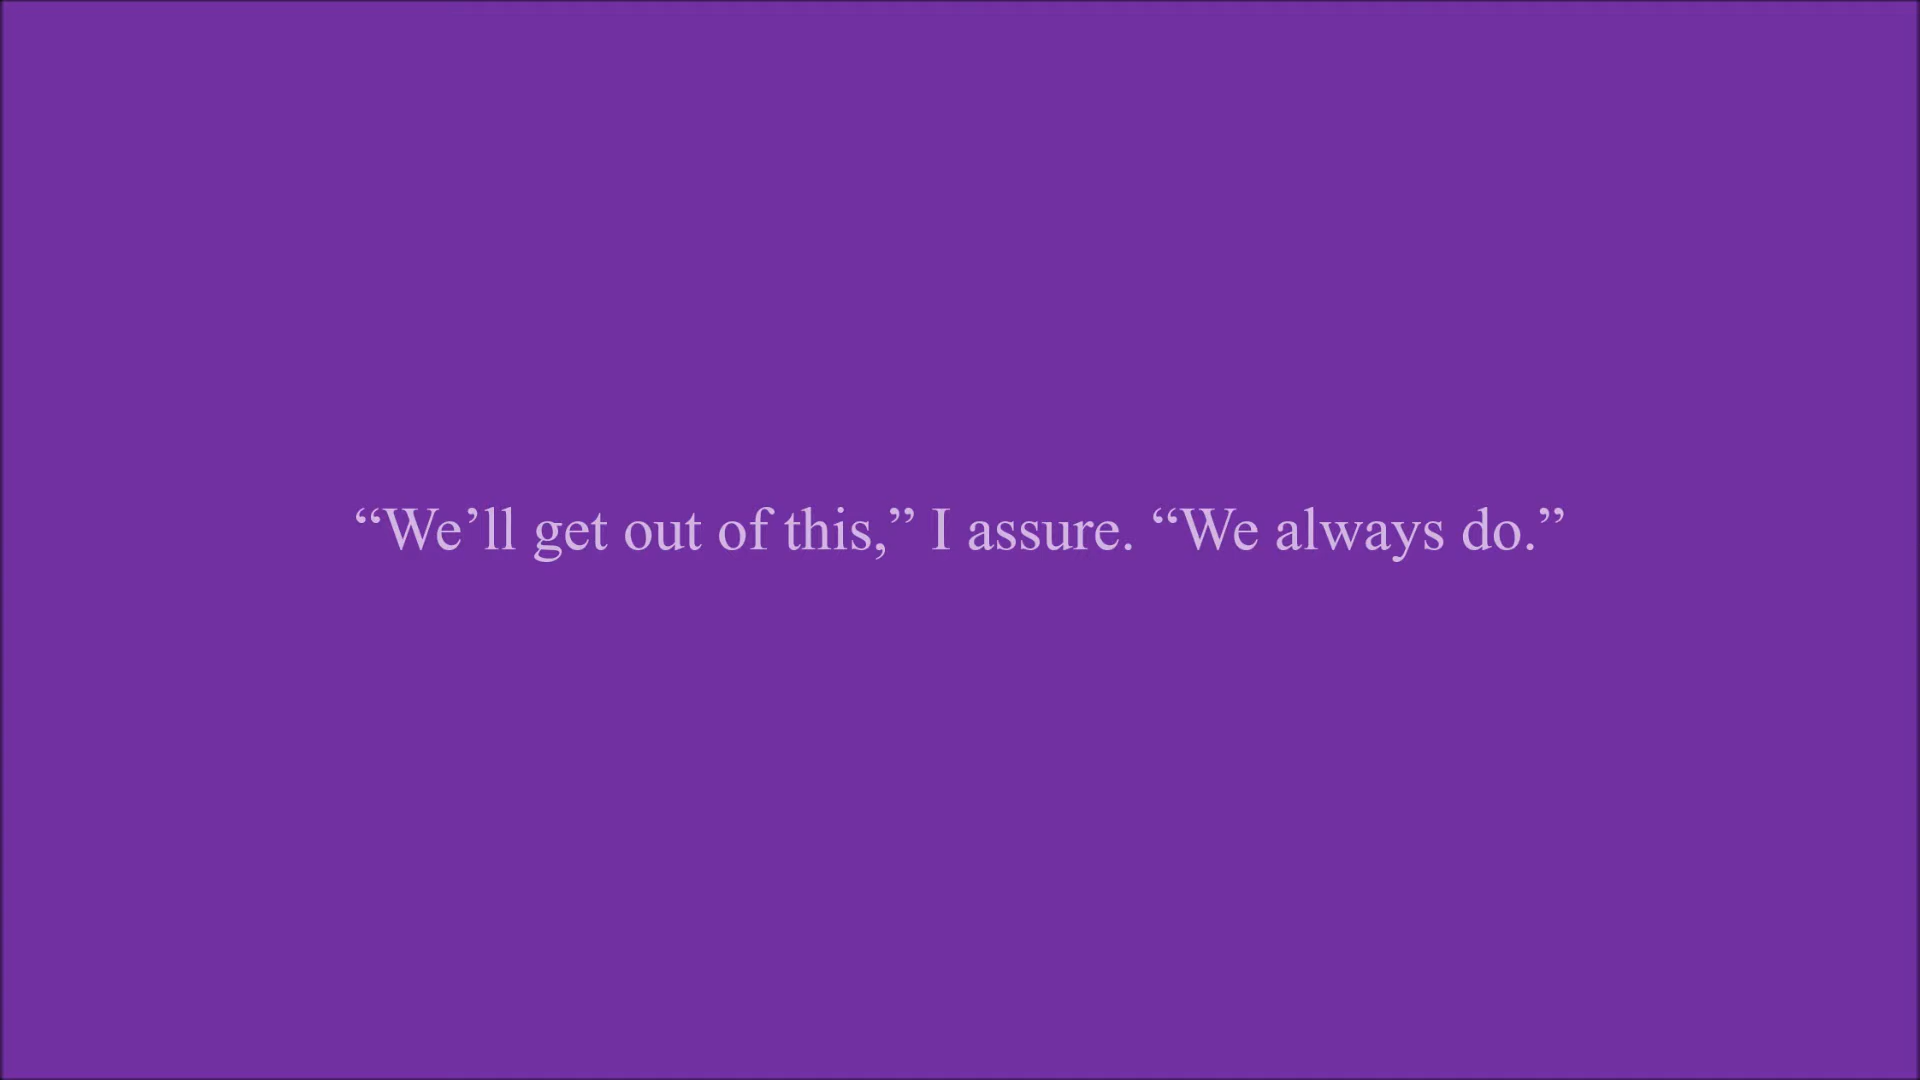 “We’ll get out of this,” I assure. “We always do.”